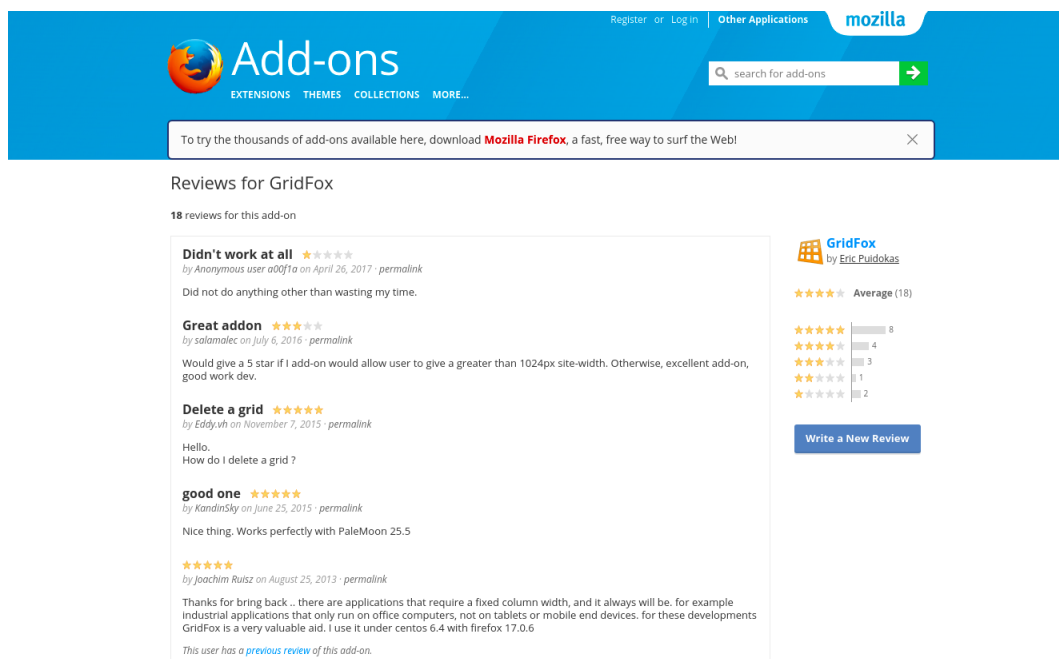 Register or Log in Other Applications
mozilla
Add-ons
search for add-ons
EXTENSIONS THEMES COLLECTIONS MORE...
To try the thousands of add-ons available here, download Mozilla Firefox, a fast, free way to surf the Web!
Reviews for GridFox
18 reviews for this add-on
Didn't work at all
by Anonymous user a00f1a on April 26, 2017 · permalink
Did not do anything other than wasting my time.
Great addon
by salamalec on July 6, 2016 · permalink
Would give a 5 star if I add-on would allow user to give a greater than 1024px site-width. Otherwise, excellent add-on,
good work dev.
Delete a grid
by Eddy.vh on November 7, 2015 · permalink
Hello.
How do I delete a grid ?
good one
by KandinSky on June 25, 2015 · permalink
Nice thing. Works perfectly with PaleMoon 25.5
by Joachim Ruisz on August 25, 2013 · permalink
Thanks for bring back .. there are applications that require a fixed column width, and it always will be. for example
industrial applications that only run on office computers, not on tablets or mobile end devices. for these developments
GridFox is a very valuable aid. I use it under centos 6.4 with firefox 17.0.6
This user has a previous review of this add-on.
GridFox
by Eric Puidokas
Average (18)
8
4
3
1
2
Write a New Review